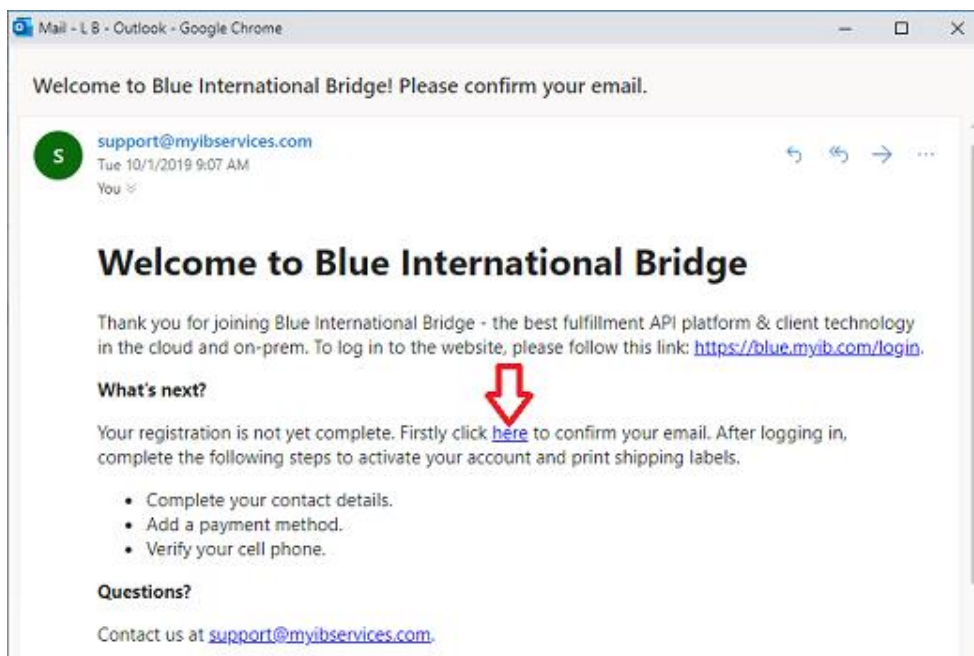 Mail - L B - Outlook - Google Chrome
Welcome to Blue International Bridge! Please confirm your email.
S
support@myibservices.com
Tue 10/1/2019 9:07 AM
You
Welcome to Blue International Bridge
Thank you for joining Blue International Bridge - the best fulfillment API platform & client technology
in the cloud and on-prem. To log in to the website, please follow this link: https://blue.myib.com/login.
What's next?
Your registration is not yet complete. Firstly click here to confirm your email. After logging in,
complete the following steps to activate your account and print shipping labels.
• Complete your contact details.
• Add a payment method.
• Verify your cell phone.
Questions?
Contact us at support@myibservices.com.